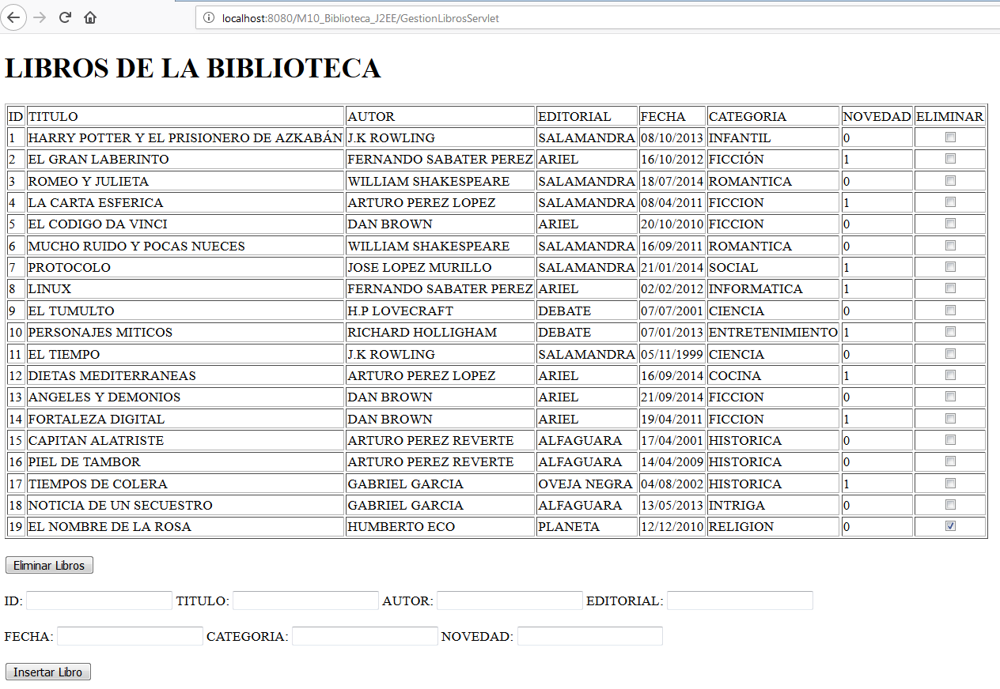 localhost:8080/M10_Biblioteca_J2EE/GestionLibrosServlet
LIBROS DE LA BIBLIOTECA
ID TITULO AUTOR EDITORIAL FECHA CATEGORIA NOVEDAD ELIMINAR
1 HARRY POTTER Y EL PRISIONERO DE AZKABÁN J.K ROWLING SALAMANDRA 08/10/2013 INFANTIL 0
2 EL GRAN LABERINTO FERNANDO SABATER PEREZ ARIEL 16/10/2012 FICCIÓN 1
3 ROMEO Y JULIETA WILLIAM SHAKESPEARE SALAMANDRA 18/07/2014 ROMANTICA 0
4 LA CARTA ESFERICA ARTURO PEREZ LOPEZ SALAMANDRA 08/04/2011 FICCION 1
5 EL CODIGO DA VINCI DAN BROWN ARIEL 20/10/2010 FICCION 0
6 MUCHO RUIDO Y POCAS NUECES WILLIAM SHAKESPEARE SALAMANDRA 16/09/2011 ROMANTICA 0
7 PROTOCOLO JOSE LOPEZ MURILLO SALAMANDRA 21/01/2014 SOCIAL 1
8 LINUX FERNANDO SABATER PEREZ ARIEL 02/02/2012 INFORMATICA 1
9 EL TUMULTO H.P LOVECRAFT DEBATE 07/07/2001 CIENCIA 0
10 PERSONAJES MITICOS RICHARD HOLLIGHAM DEBATE 07/01/2013 ENTRETENIMIENTO 1
11 EL TIEMPO J.K ROWLING SALAMANDRA 05/11/1999 CIENCIA 0
12 DIETAS MEDITERRANEAS ARTURO PEREZ LOPEZ ARIEL 16/09/2014 COCINA 1
13 ANGELES Y DEMONIOS DAN BROWN ARIEL 21/09/2014 FICCION 0
14 FORTALEZA DIGITAL DAN BROWN ARIEL 19/04/2011 FICCION 1
15 CAPITAN ALATRISTE ARTURO PEREZ REVERTE ALFAGUARA 17/04/2001 HISTORICA 0
16 PIEL DE TAMBOR ARTURO PEREZ REVERTE ALFAGUARA 14/04/2009 HISTORICA 0
17 TIEMPOS DE COLERA GABRIEL GARCIA OVEJA NEGRA 04/08/2002 HISTORICA 1
18 NOTICIA DE UN SECUESTRO GABRIEL GARCIA ALFAGUARA 13/05/2013 INTRIGA 0
19 EL NOMBRE DE LA ROSA HUMBERTO ECO PLANETA 12/12/2010 RELIGION 0
Eliminar Libros
ID: TITULO: AUTOR: EDITORIAL:
FECHA: CATEGORIA: NOVEDAD:
Insertar Libro